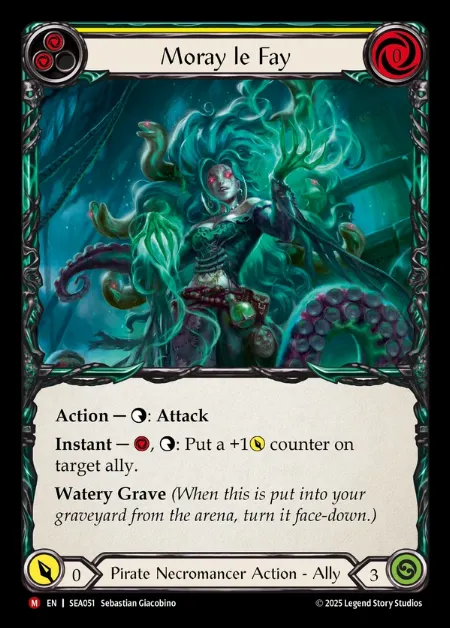 Moray le Fay
0
Action — : Attack
Instant — , : Put a +1 counter on
target ally.
Watery Grave (When this is put into your
graveyard from the arena, turn it face-down.)
0
Pirate Necromancer Action - Ally
3
M EN | SEA051 Sebastian Giacobino
© 2025 Legend Story Studios